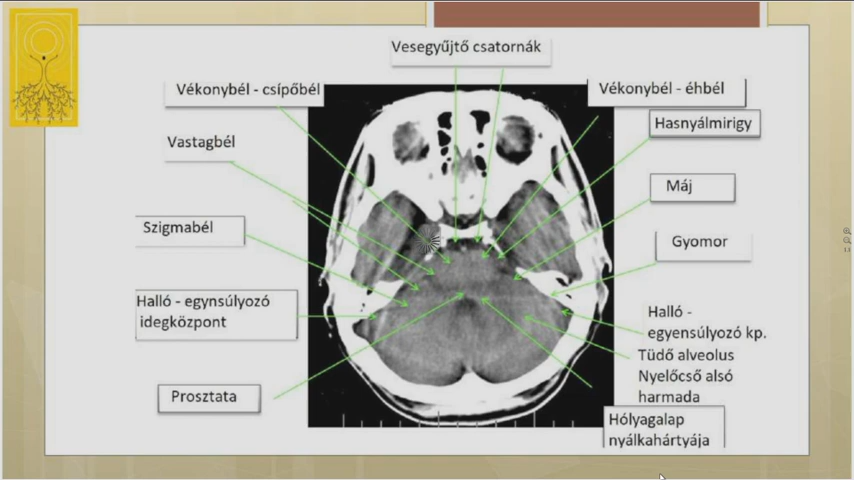 Vesegyűjtő csatornák
Vékonybél - csípőbél
Vékonybél - éhbél
Hasnyálmirigy
Vastagbél
Máj
Szigmabél
Gyomor
Halló - egynsúlyozó
idegközpont
Halló -
egyensúlyozó kp.
Tüdő alveolus
Nyelőcső alsó
harmada
Prosztata
Hólyagalap
nyálkahártyája